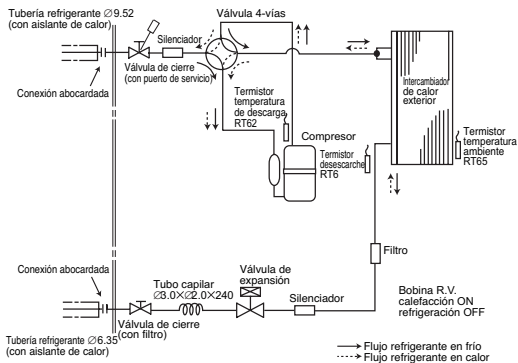 Tubería refrigerante ∅9.52
(con aislante de calor)
Silenciador
Válvula 4-vías
Válvula de cierre
(con puerto de servicio)
Conexión abocardada
Termistor
temperatura
de descarga
RT62
Compresor
Termistor
desescarche
RT6
Intercambiador
de calor
exterior
Termistor
temperatura
ambiente
RT65
Filtro
Conexión abocardada
Tubo capilar
∅3.0×∅2.0×240
Válvula de
expansión
Silenciador
Bobina R.V.
calefacción ON
refrigeración OFF
Válvula de cierre
(con filtro)
Tubería refrigerante ∅6.35
(con aislante de calor)
Flujo refrigerante en frío
Flujo refrigerante en calor